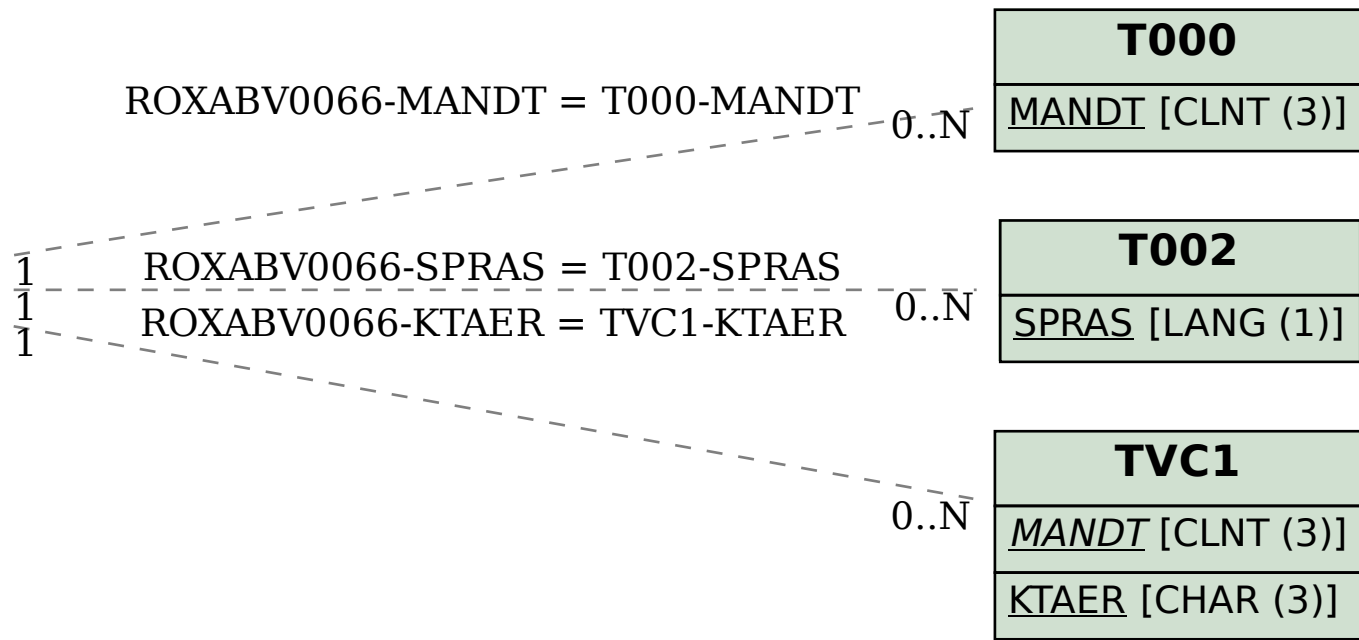 T000
ROXABV0066-MANDT = T000-MANDT
0..N
MANDT [CLNT (3)]
T002
1
ROXABV0066-SPRAS = T002-SPRAS
1
0..N
ROXABV0066-KTAER = TVC1-KTAER
SPRAS [LANG (1)]
1
TVC1
0..N
MANDT [CLNT (3)]
KTAER [CHAR (3)]